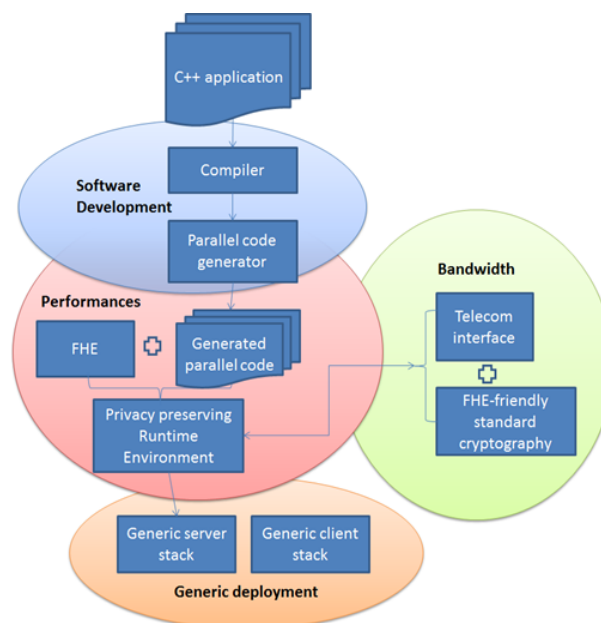 C++ application
Compiler
Software
Development
Parallel code
generator
Bandwidth
Performances
Telecom
interface
FHE
Generated
parallel code
FHE-friendly
standard
cryptography
Privacy preserving
Runtime
Environment
Generic server
stack
Generic client
stack
Generic deployment